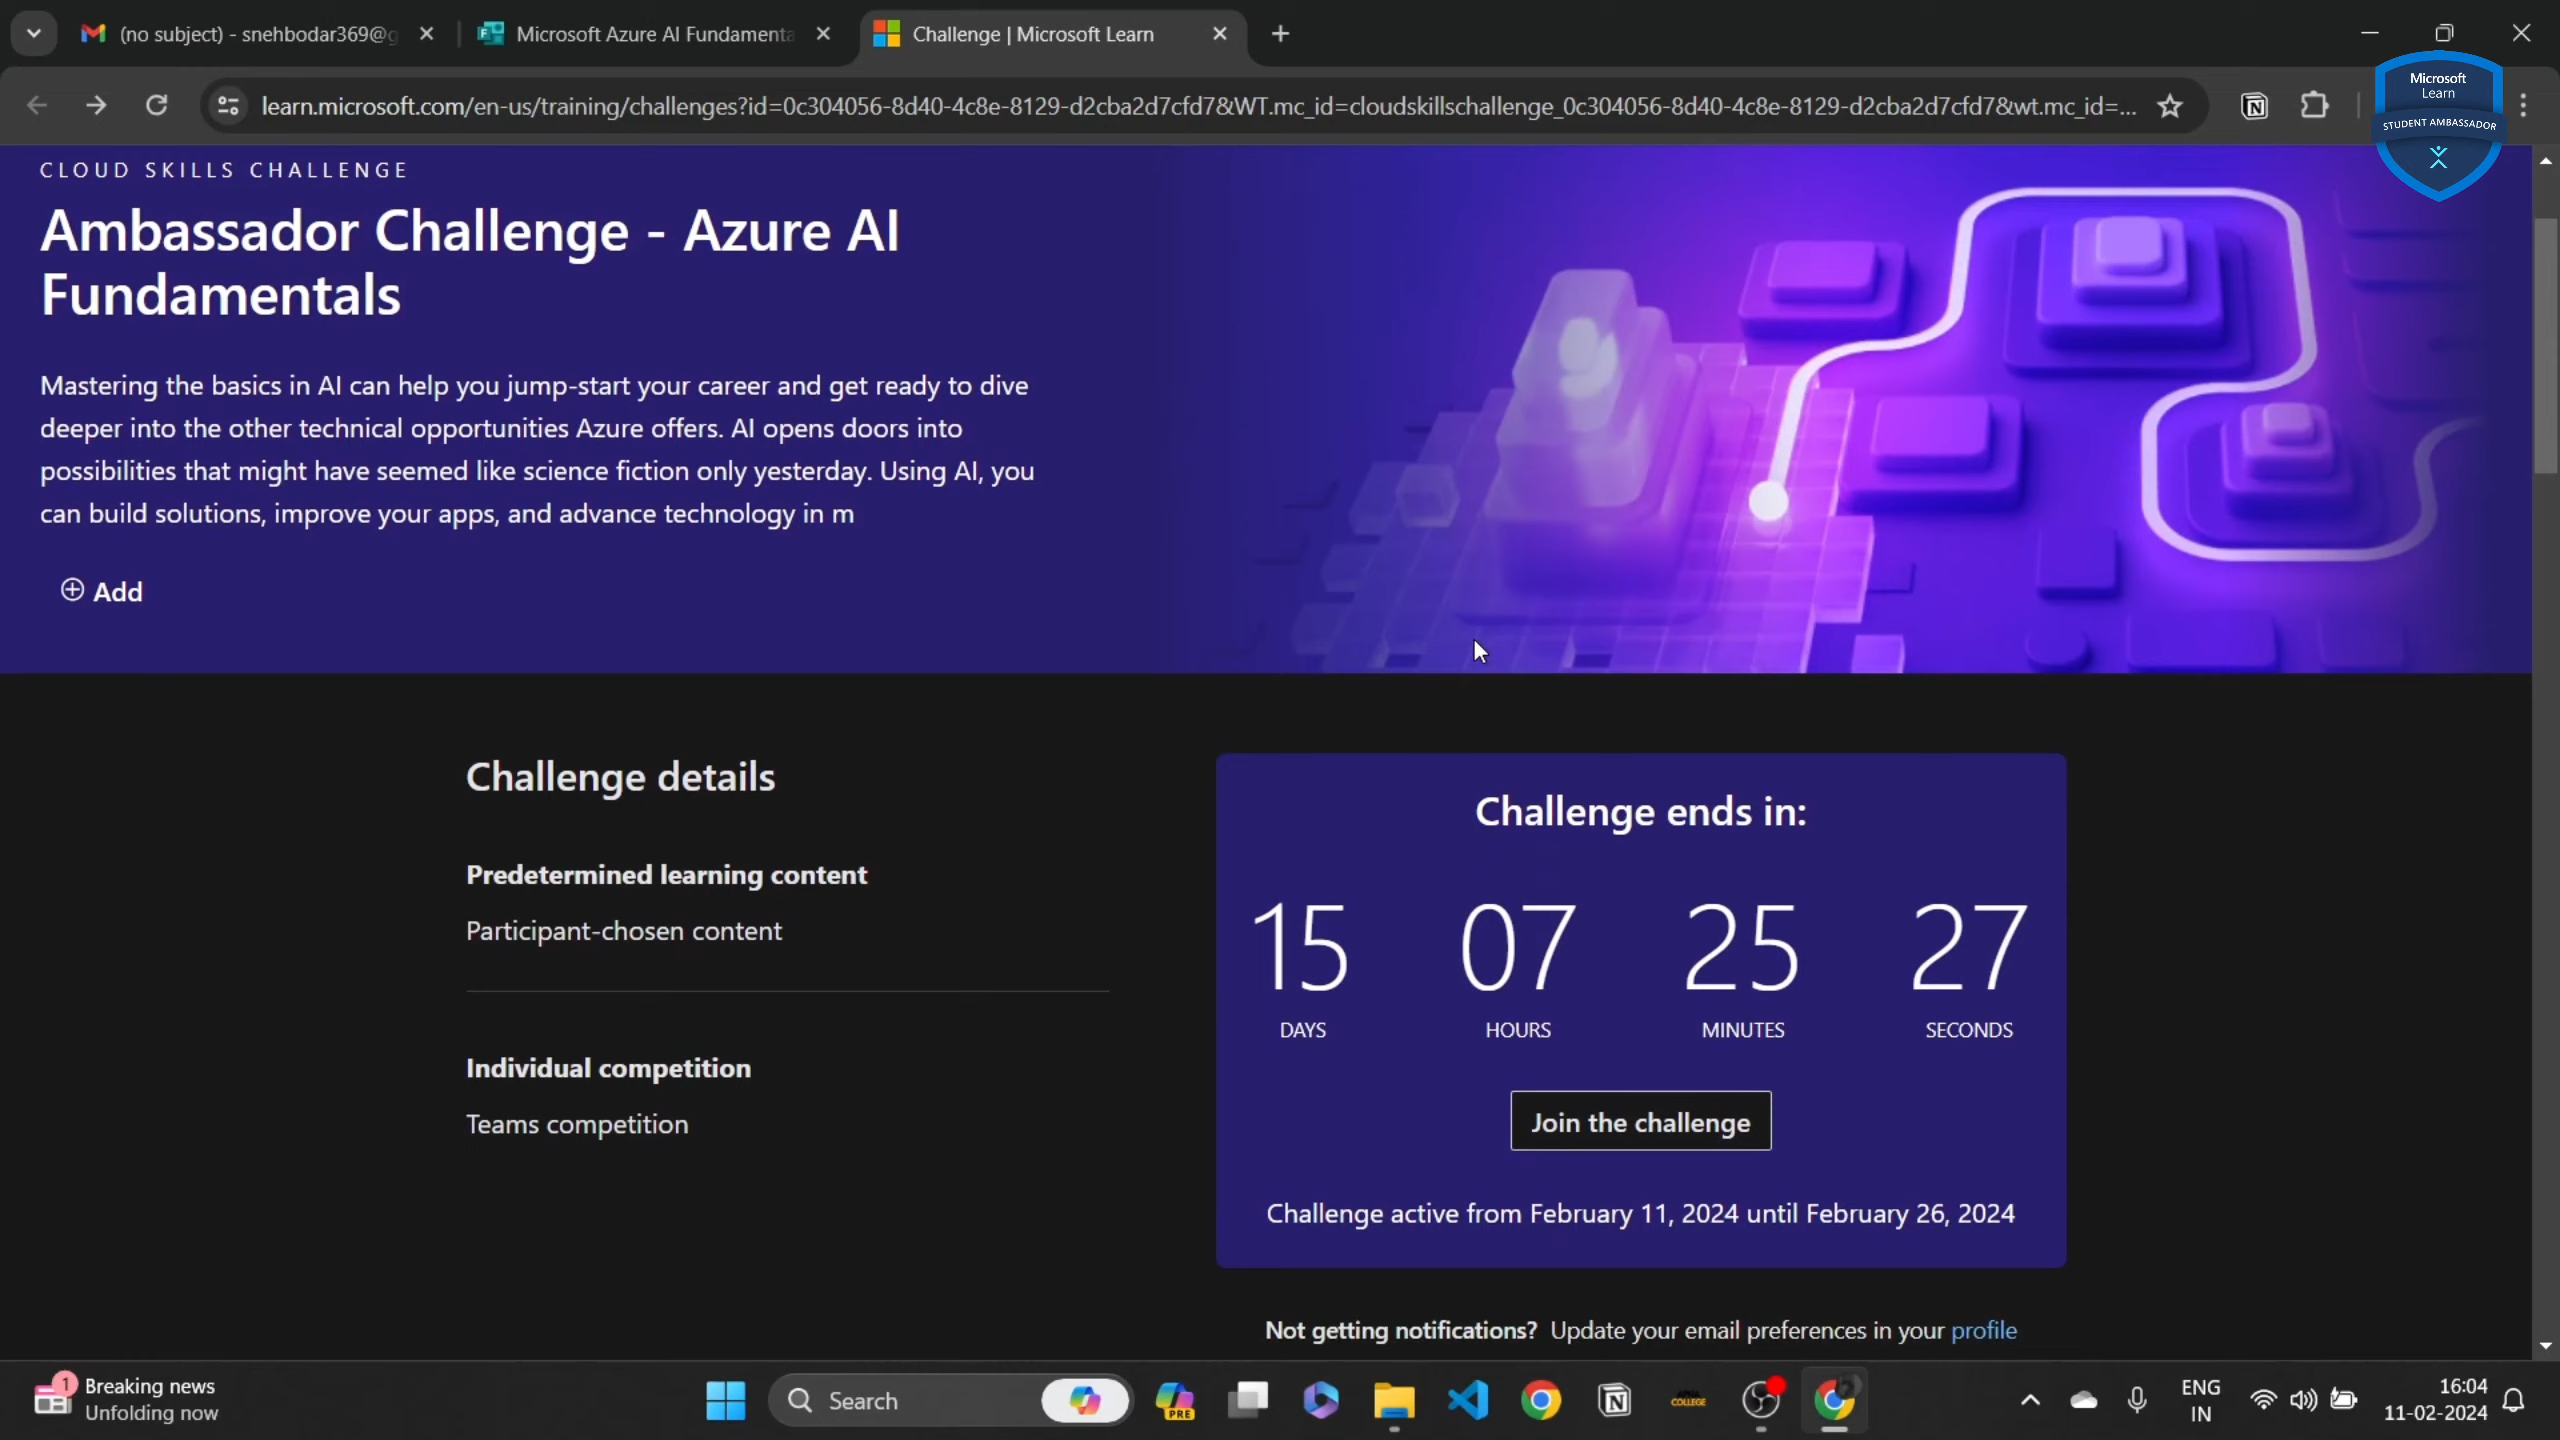 (no subject) - snehbodar369@g
Microsoft Azure AI Fundamenta
Challenge | Microsoft Learn
learn.microsoft.com/en-us/training/challenges?id=0c304056-8d40-4c8e-8129-d2cba2d7cfd7&WT.mc_id=cloudskillschallenge_0c304056-8d40-4c8e-8129-d2cba2d7cfd7&wt.mc_id=...
Microsoft
Learn
STUDENT AMBASSADOR
CLOUD SKILLS CHALLENGE
Ambassador Challenge - Azure AI
Fundamentals
Mastering the basics in AI can help you jump-start your career and get ready to dive
deeper into the other technical opportunities Azure offers. AI opens doors into
possibilities that might have seemed like science fiction only yesterday. Using AI, you
can build solutions, improve your apps, and advance technology in m
Add
Challenge details
Predetermined learning content
Participant-chosen content
Individual competition
Teams competition
Challenge ends in:
15 07 25 27
DAYS HOURS MINUTES SECONDS
Join the challenge
Challenge active from February 11, 2024 until February 26, 2024
Not getting notifications? Update your email preferences in your profile
1
Breaking news
Unfolding now
Search
PRE
COLLEGE
ENG
IN
16:04
11-02-2024